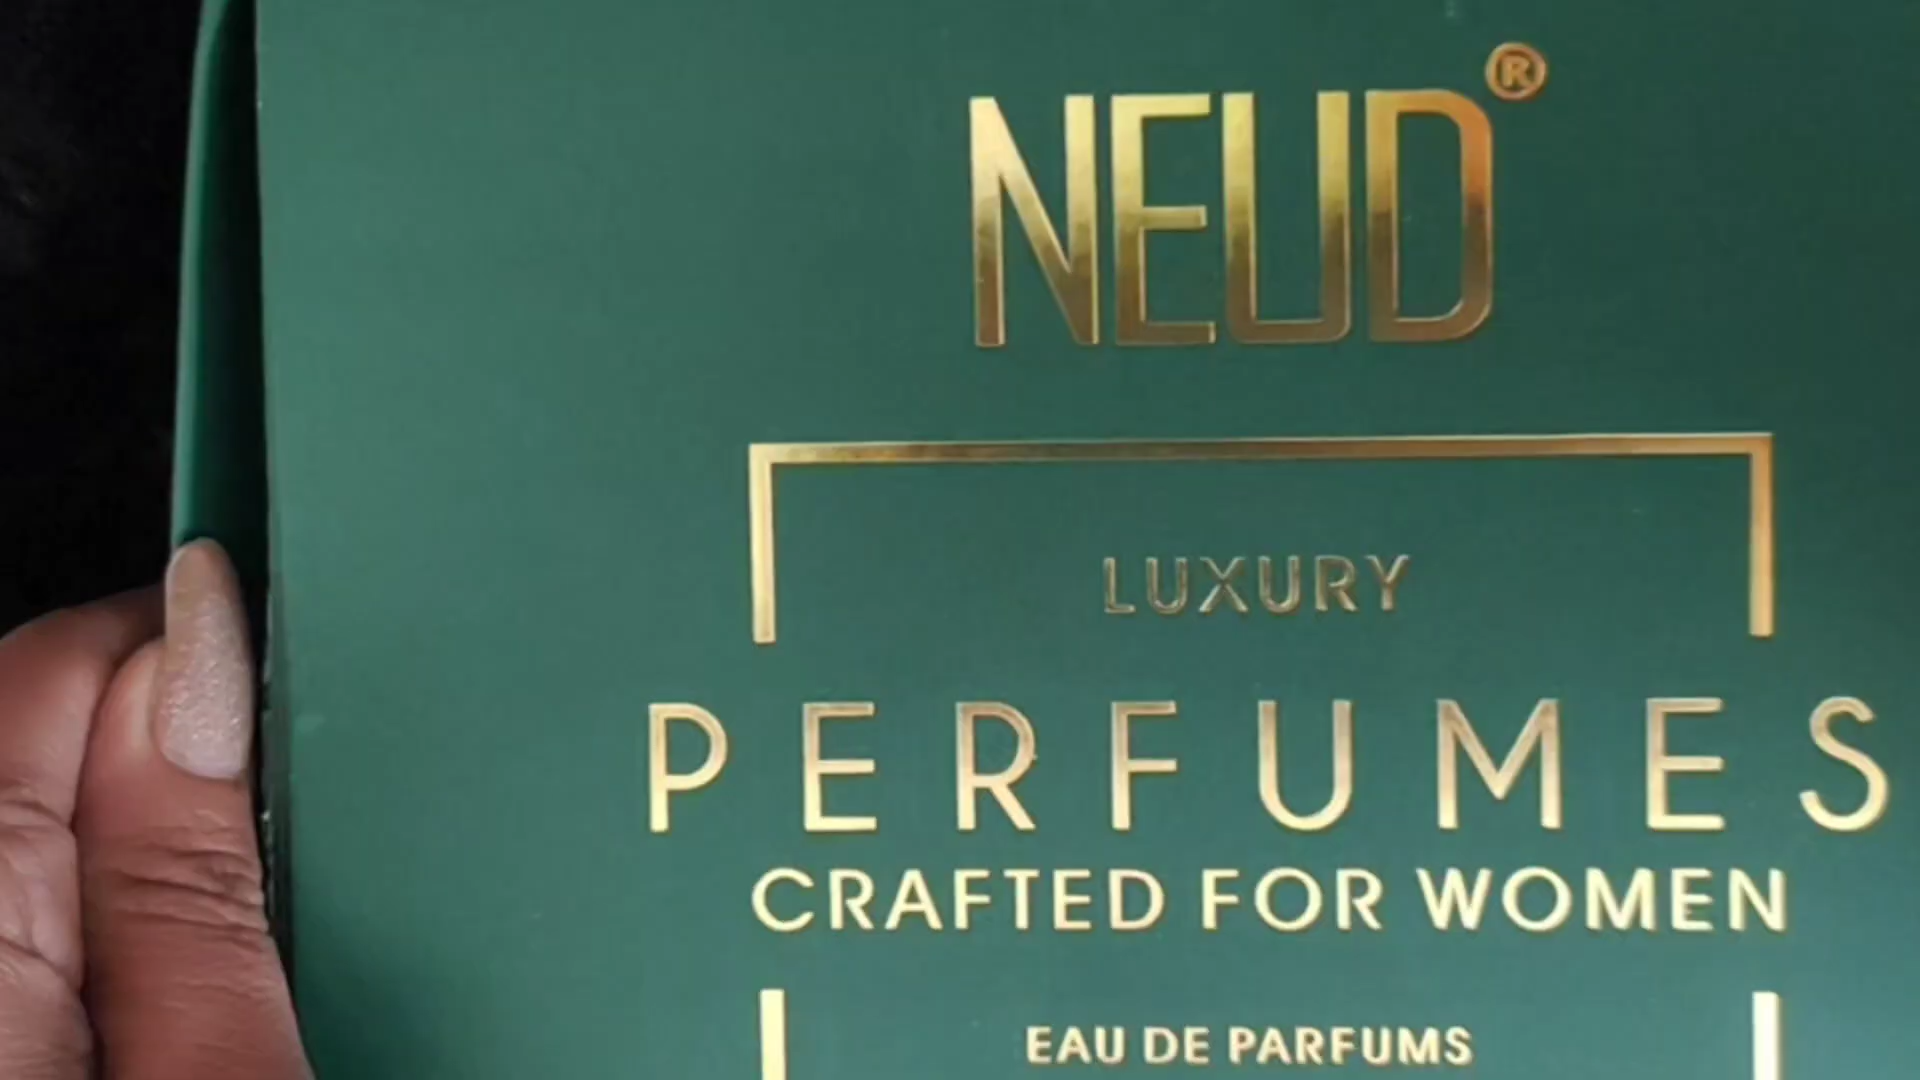 NEUD®
LUXURY
PERFUMES
CRAFTED FOR WOMEN
EAU DE PARFUMS